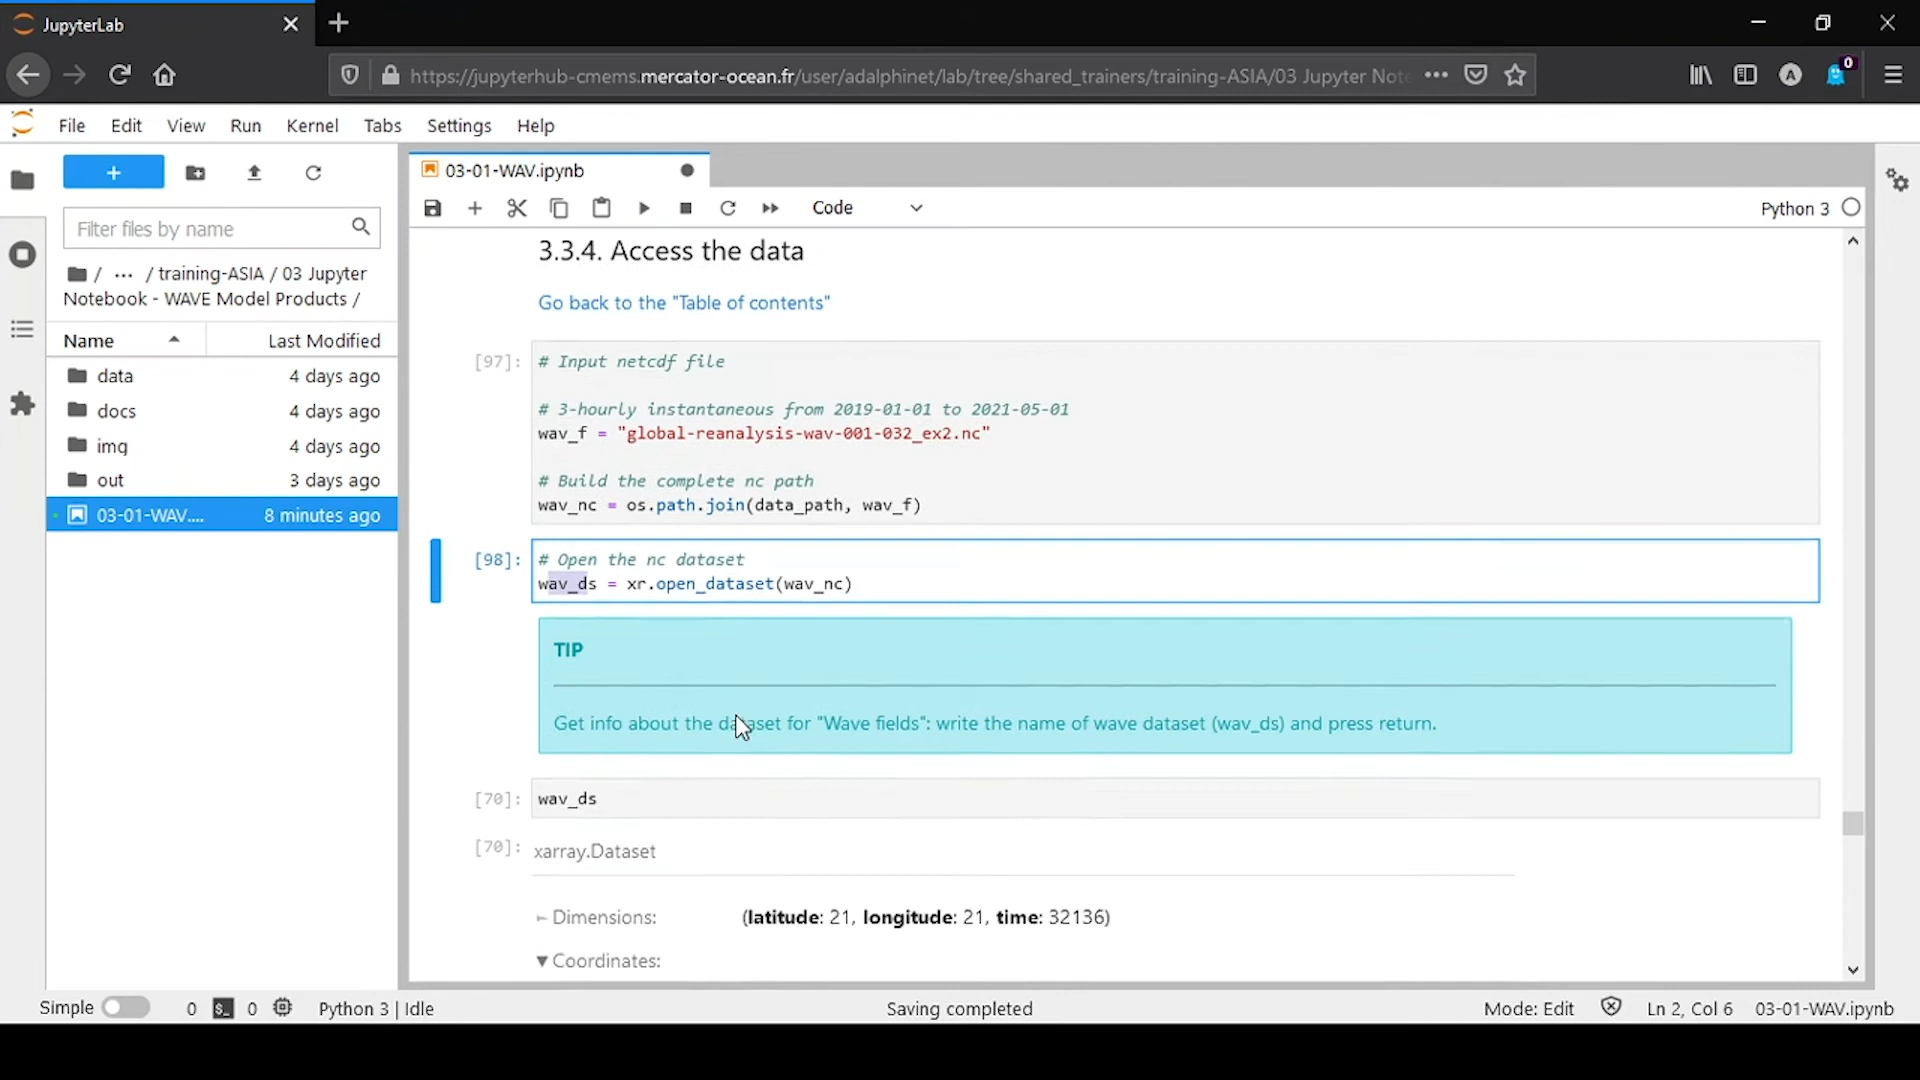 JupyterLab
https://jupyterhub-cmems.mercator-ocean.fr/user/adalphinet/lab/tree/shared_trainers/training-ASIA/03 Jupyter Note
A
0
File Edit View Run Kernel Tabs Settings Help
Filter files by name
/ ··· / training-ASIA / 03 Jupyter
Notebook - WAVE Model Products /
Name Last Modified
data 4 days ago
docs 4 days ago
img 4 days ago
out 3 days ago
03-01-WAV.... 8 minutes ago
03-01-WAV.ipynb
Code
Python 3
3.3.4. Access the data
Go back to the "Table of contents"
[97]: # Input netcdf file
# 3-hourly instantaneous from 2019-01-01 to 2021-05-01
wav_f = "global-reanalysis-wav-001-032_ex2.nc"
# Build the complete nc path
wav_nc = os.path.join(data_path, wav_f)
[98]: # Open the nc dataset
wav_ds = xr.open_dataset(wav_nc)
TIP
Get info about the dataset for "Wave fields": write the name of wave dataset (wav_ds) and press return.
[70]: wav_ds
[70]: xarray.Dataset
Dimensions: (latitude: 21, longitude: 21, time: 32136)
▼ Coordinates:
Simple 0 $_ 0 Python 3 | Idle Saving completed Mode: Edit Ln 2, Col 6 03-01-WAV.ipynb